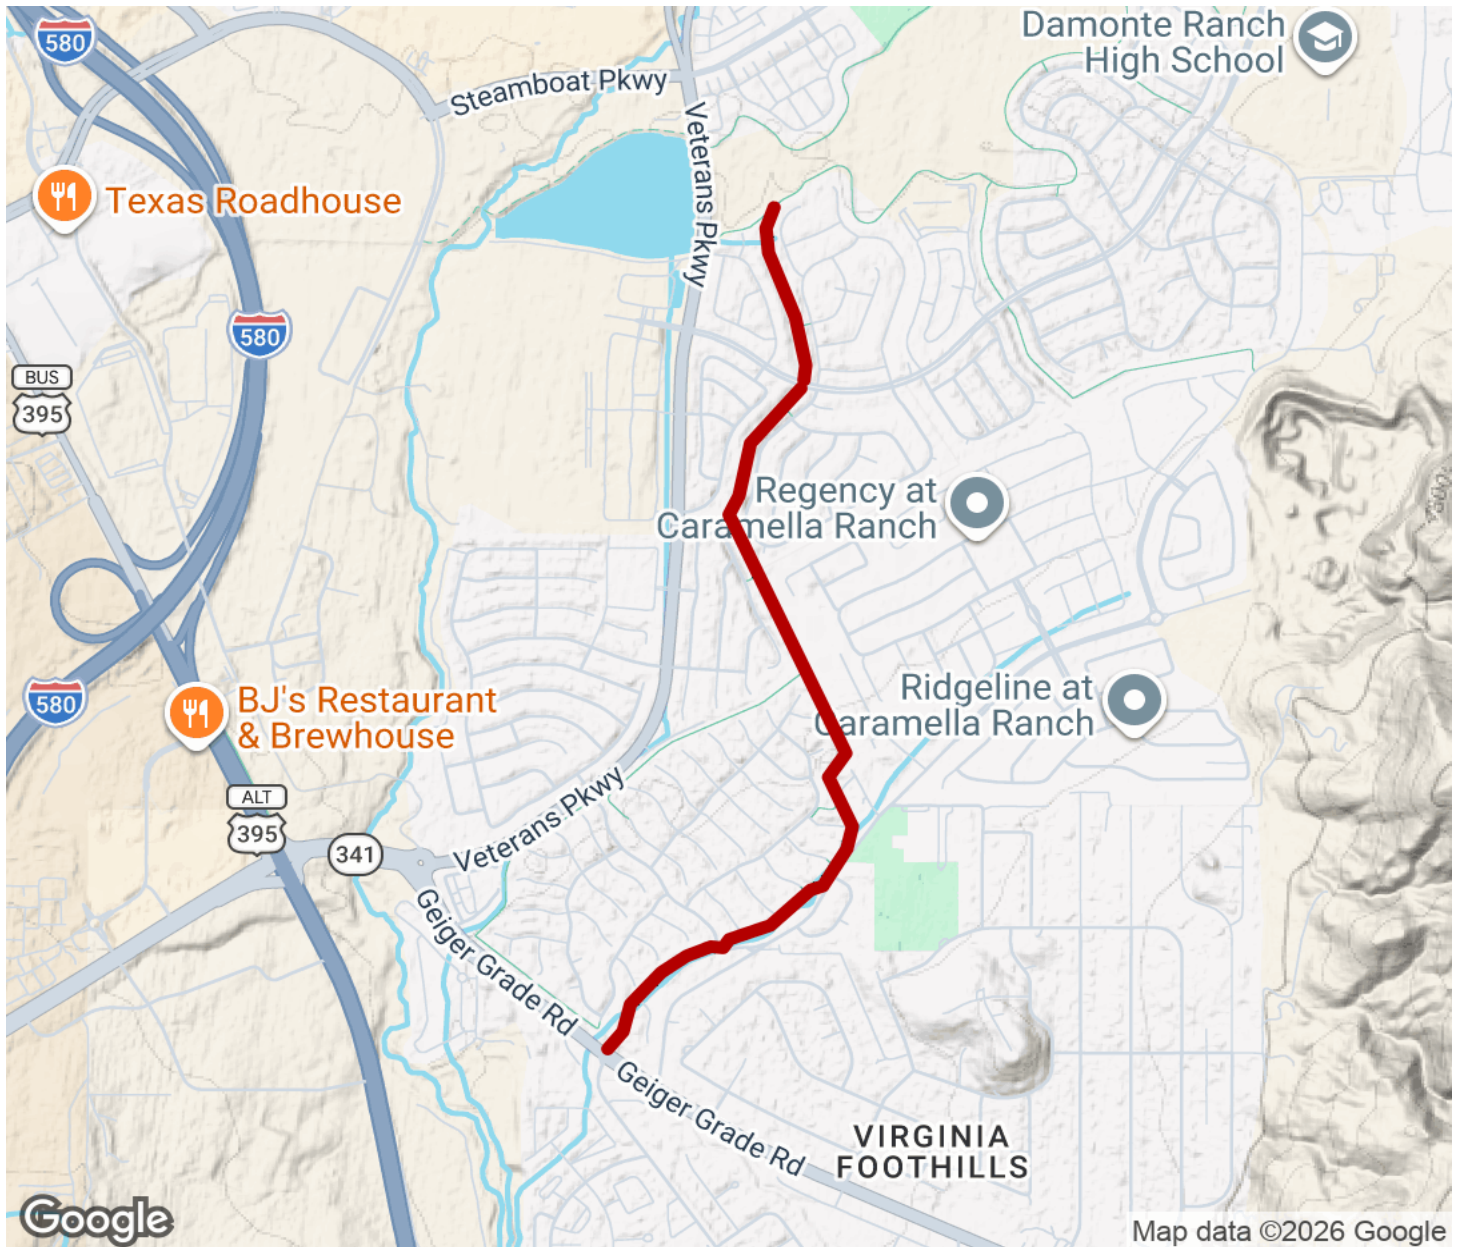 580
Damonte Ranch
High School
Steamboat Pkwy
Veterans Pkwy
Texas Roadhouse
Veterans Pkwy
580
BUS
395
Regency at
Caramella Ranch
580
BJ's Restaurant
& Brewhouse
Ridgeline at
Caramella Ranch
ALT
395
341
Veterans Pkwy
Geiger Grade Rd
Geiger Grade Rd
VIRGINIA
FOOTHILLS
Google
Map data ©2026 Google